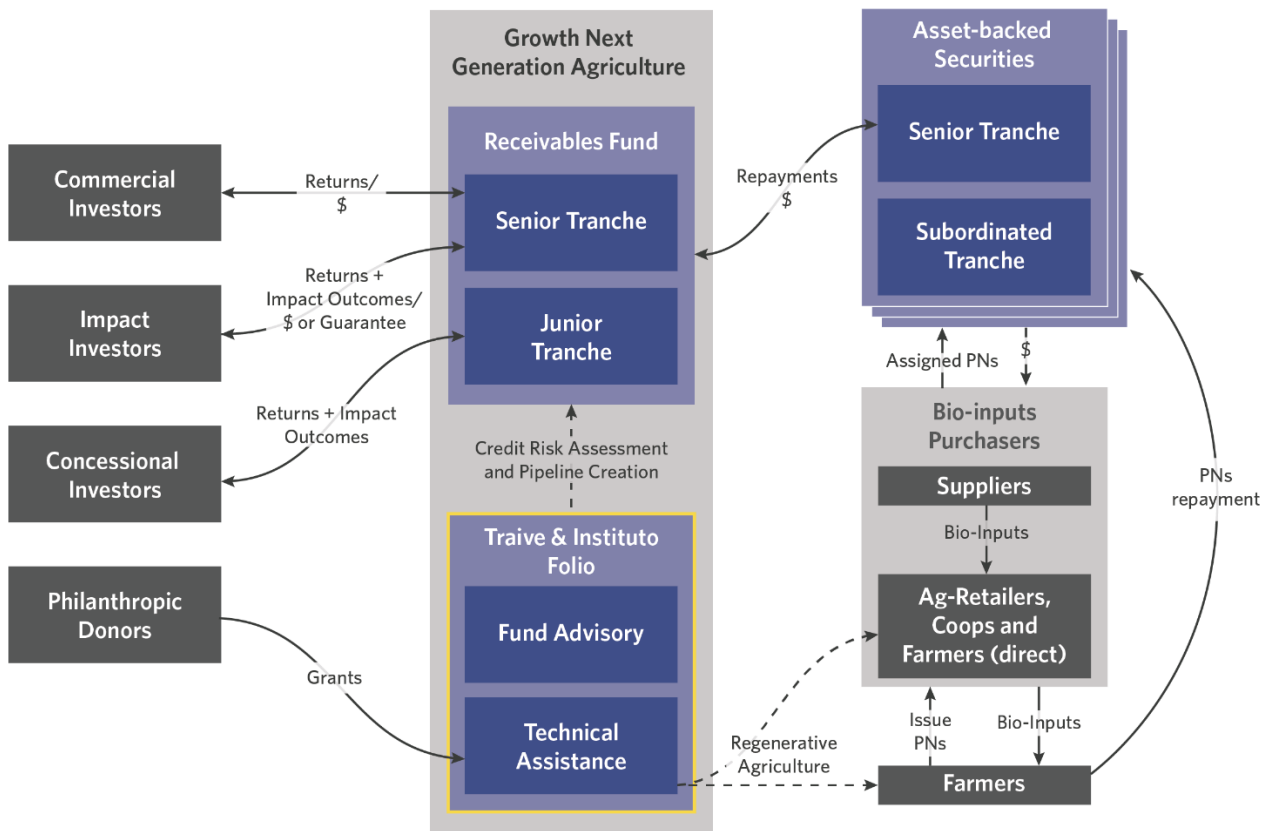 Growth Next
Generation Agriculture
Receivables Fund
Senior Tranche
Junior
Tranche
Credit Risk Assessment
and Pipeline Creation
Traive & Instituto
Folio
Fund Advisory
Technical
Assistance
Commercial
Investors
Returns/
$
Impact
Investors
Returns +
Impact Outcomes/
$ or Guarantee
Concessional
Investors
Returns + Impact
Outcomes
Philanthropic
Donors
Grants
Repayments
$
Asset-backed
Securities
Senior Tranche
Subordinated
Tranche
Assigned PNs
$
Bio-inputs
Purchasers
Suppliers
Bio-Inputs
Ag-Retailers,
Coops and
Farmers (direct)
Issue
PNs
Bio-Inputs
Regenerative
Agriculture
Farmers
PNs
repayment